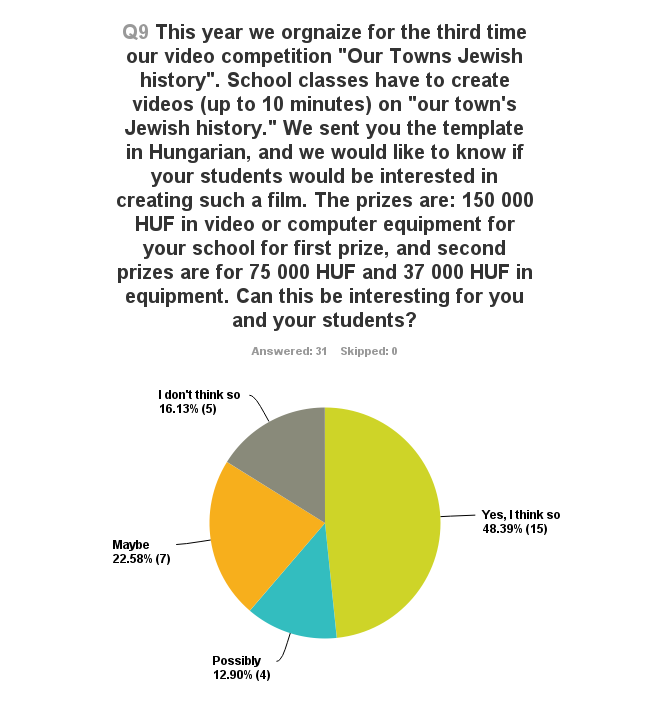 Q9 This year we orgnaize for the third time
our video competition "Our Towns Jewish
history". School classes have to create
videos (up to 10 minutes) on "our town's
Jewish history." We sent you the template
in Hungarian, and we would like to know if
your students would be interested in
creating such a film. The prizes are: 150 000
HUF in video or computer equipment for
your school for first prize, and second
prizes are for 75 000 HUF and 37 000 HUF in
equipment. Can this be interesting for you
and your students?
Answered: 31 Skipped: 0
I don't think so
16.13% (5)
Yes, I think so
48.39% (15)
Maybe
22.58% (7)
Possibly
12.90% (4)